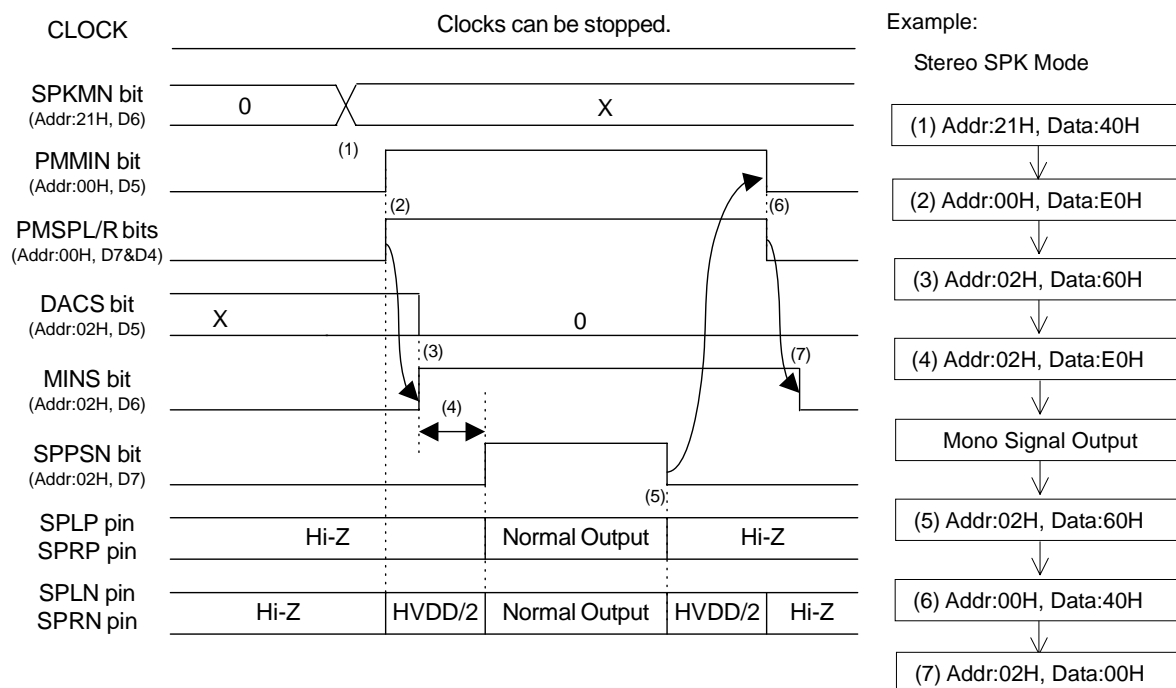 CLOCK
Clocks can be stopped.
SPKMN bit
(Addr:21H, D6)
0
X
(1)
PMMIN bit
(Addr:00H, D5)
(2)
(6)
PMSPL/R bits
(Addr:00H, D7&D4)
DACS bit
(Addr:02H, D5)
X
0
(3)
(7)
MINS bit
(Addr:02H, D6)
(4)
SPPSN bit
(Addr:02H, D7)
(5)
SPLP pin
SPRP pin
Hi-Z
Normal Output
Hi-Z
SPLN pin
SPRN pin
Hi-Z
HVDD/2
Normal Output
HVDD/2
Hi-Z
Example:
Stereo SPK Mode
(1) Addr:21H, Data:40H
(2) Addr:00H, Data:E0H
(3) Addr:02H, Data:60H
(4) Addr:02H, Data:E0H
Mono Signal Output
(5) Addr:02H, Data:60H
(6) Addr:00H, Data:40H
(7) Addr:02H, Data:00H